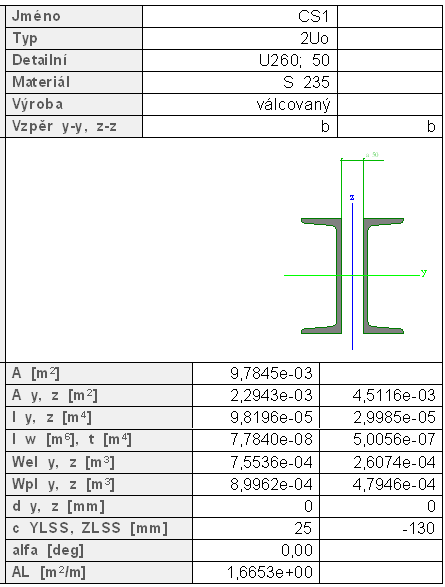 Jméno CS1
Typ 2Uo
Detailní U260; 50
Materiál S 235
Výroba válcovaný
Vzpěr y-y, z-z b b
z
y
A [m2] 9,7845e-03
A y, z [m2] 2,2943e-03 4,5116e-03
I y, z [m4] 9,8196e-05 2,9985e-05
I w [m6], t [m4] 7,7840e-08 5,0056e-07
Wel y, z [m3] 7,5536e-04 2,6074e-04
Wpl y, z [m3] 8,9962e-04 4,7946e-04
d y, z [mm] 0 0
c YLSS, ZLSS [mm] 25 -130
alfa [deg] 0,00
AL [m2/m] 1,6653e+00